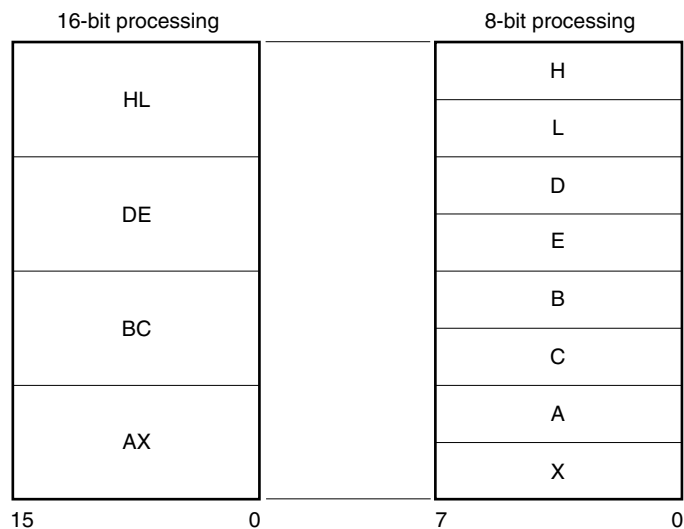 16-bit processing
8-bit processing
HL
DE
BC
AX
H
L
D
E
B
C
A
X
15
0
7
0